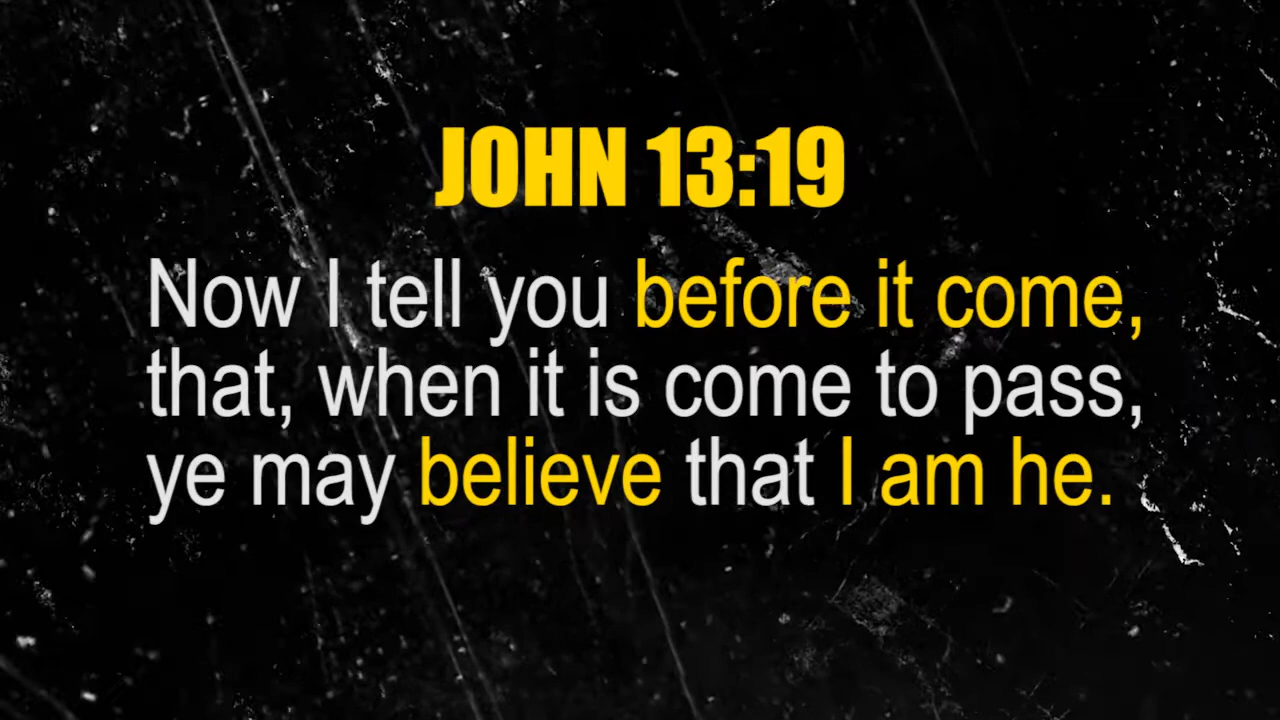 JOHN 13:19
Now I tell you before it come,
that, when it is come to pass,
ye may believe that I am he.